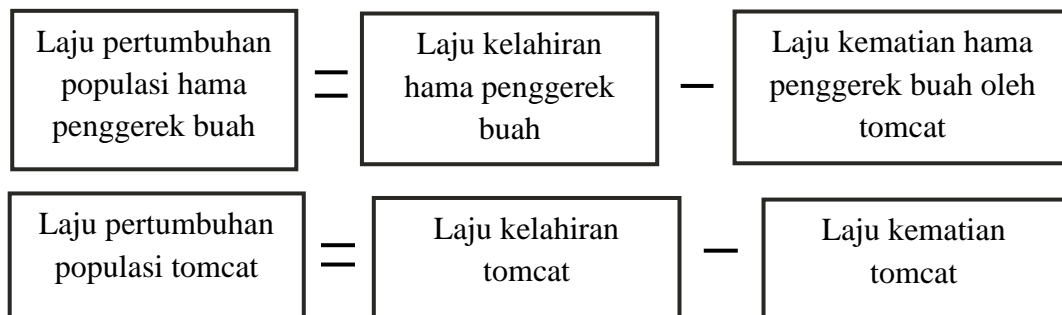 Laju pertumbuhan
populasi hama
penggerek buah
=
Laju kelahiran
hama penggerek
buah
–
Laju kematian hama
penggerek buah oleh
tomcat
Laju pertumbuhan
populasi tomcat
=
Laju kelahiran
tomcat
–
Laju kematian
tomcat